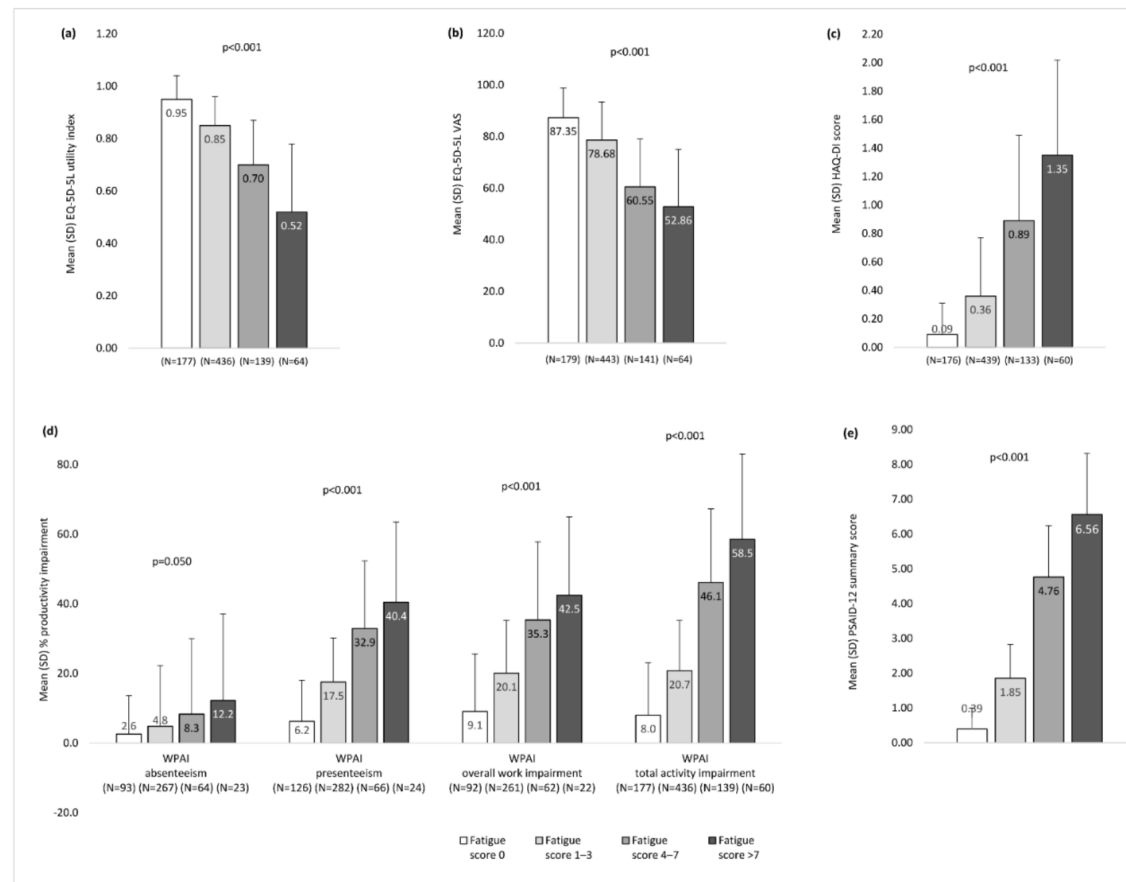 (a)
1.20
p<0.001
1.00
0.80
0.60
0.40
0.20
0.00
Mean (SD) EQ-5D-5L utility index
0.95
0.85
0.70
0.52
(N=177) (N=436) (N=139) (N=64)
(b)
120.0
p<0.001
100.0
80.0
60.0
40.0
20.0
0.0
Mean (SD) EQ-5D-5L VAS
87.35
78.68
60.55
52.86
(N=179) (N=443) (N=141) (N=64)
(c)
2.20
2.00
p<0.001
1.80
1.60
1.40
1.20
1.00
0.80
0.60
0.40
0.20
0.00
Mean (SD) HAQ-DI score
0.09
0.36
0.89
1.35
(N=176) (N=439) (N=133) (N=60)
(d)
80.0
60.0
40.0
20.0
0.0
-20.0
Mean (SD) % productivity impairment
p=0.050
2.6
4.8
8.3
12.2
WPAI
absenteeism
(N=93) (N=267) (N=64) (N=23)
p<0.001
6.2
17.5
32.9
40.4
WPAI
presenteeism
(N=126) (N=282) (N=66) (N=24)
p<0.001
9.1
20.1
35.3
42.5
WPAI
overall work impairment
(N=92) (N=261) (N=62) (N=22)
p<0.001
8.0
20.7
46.1
58.5
WPAI
total activity impairment
(N=177) (N=436) (N=139) (N=60)
(e)
9.00
p<0.001
8.00
7.00
6.00
5.00
4.00
3.00
2.00
1.00
0.00
Mean (SD) PSAID-12 summary score
0.39
1.85
4.76
6.56
Fatigue
score 0
Fatigue
score 1–3
Fatigue
score 4–7
Fatigue
score >7